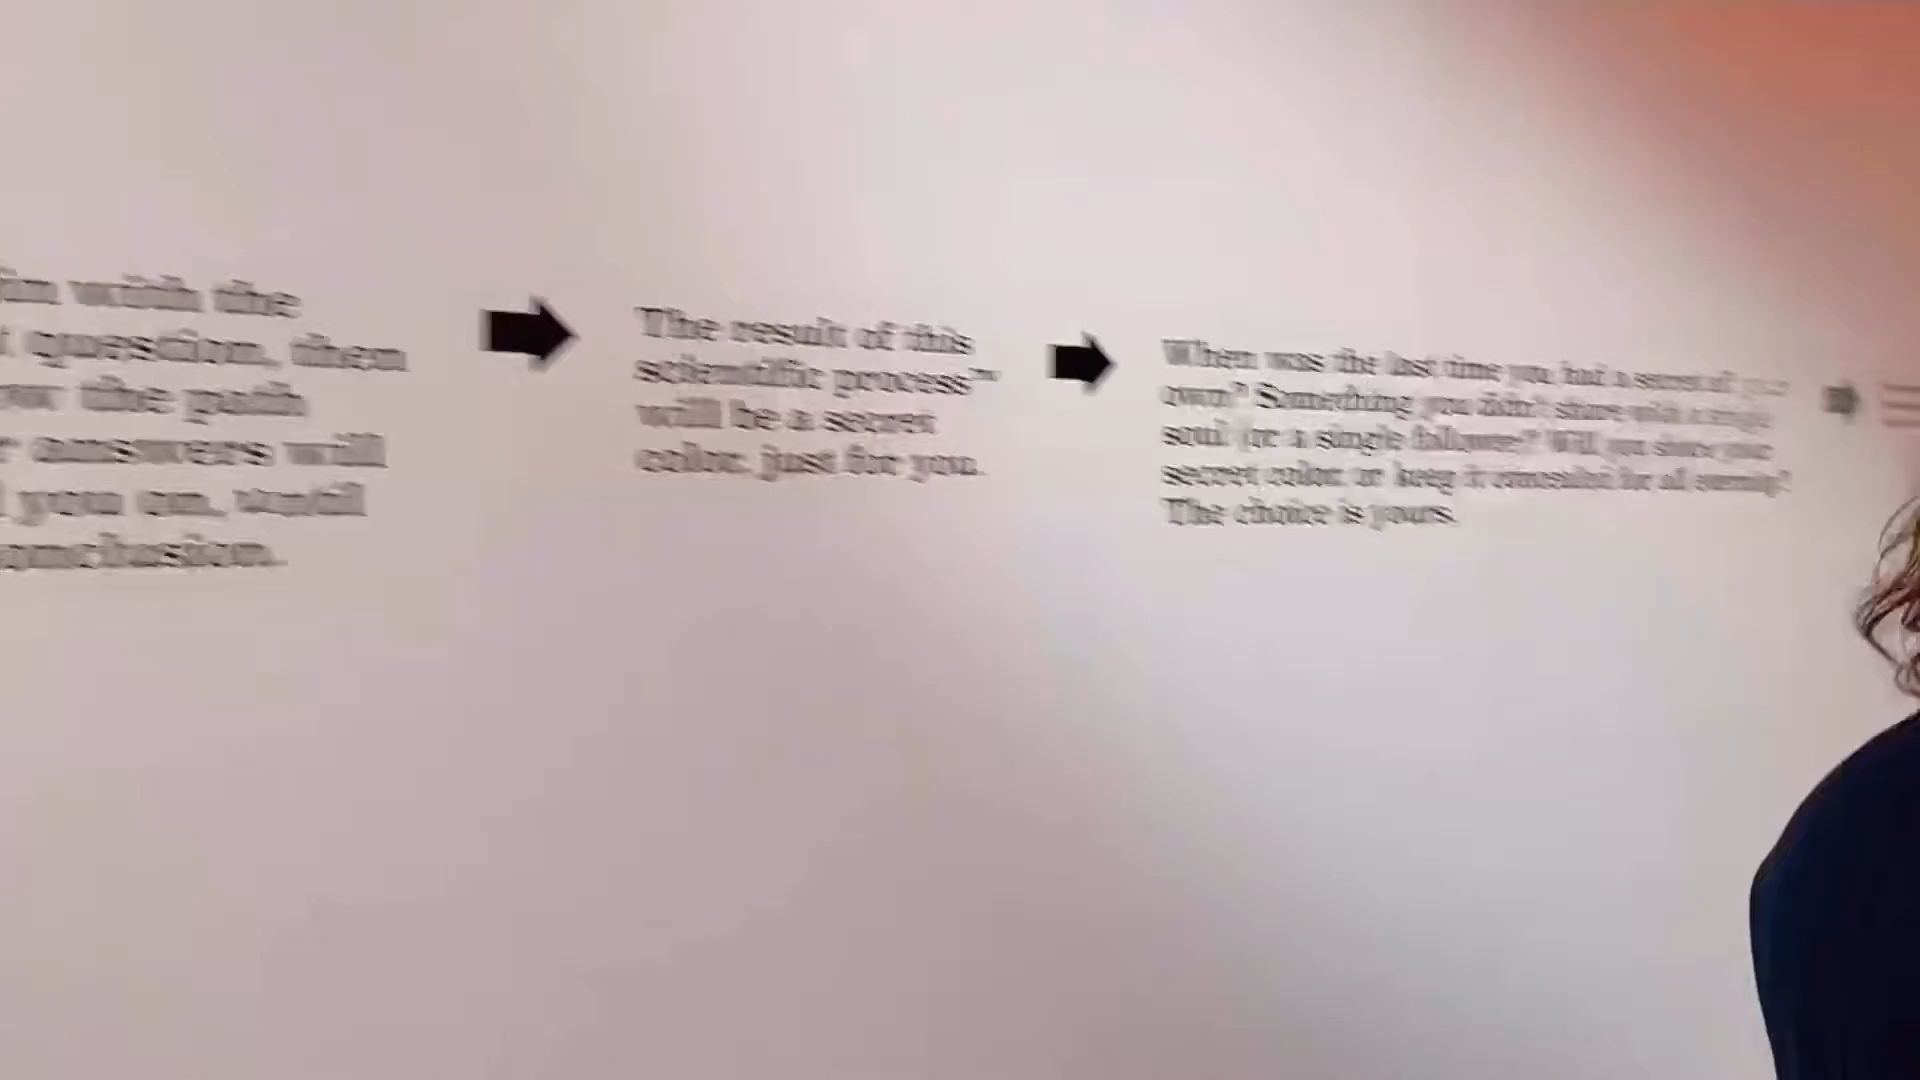 with the
question, then
the path
answers will
you on, until
conclusion.
The result of this
scientific process™
will be a secret
color, just for you.
When was the last time you had a secret of your
own? Something you didn't share with a single
soul (or a single follower)? Will you share your
secret color, or keep it concealed for all eternity?
The choice is yours.